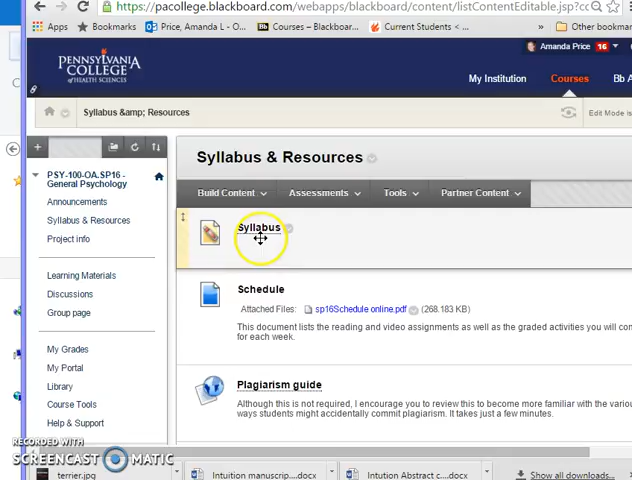 https://pacollege.blackboard.com/webapps/blackboard/content/listContentEditable.jsp?c
Apps
Bookmarks
Price, Amanda L - O...
Courses – Blackboar...
Current Students < ...
»
Other bookmar
Amanda Price 16
PENNSYLVANIA
COLLEGE
of HEALTH SCIENCES
My Institution
Courses
Bb A
Syllabus &amp; Resources
Edit Mode is
PSY-100-OA.SP16 -
General Psychology
Announcements
Syllabus & Resources
Project info
Learning Materials
Discussions
Group page
My Grades
My Portal
Library
Course Tools
Help & Support
Syllabus & Resources
Build Content
Assessments
Tools
Partner Content
Syllabus
Schedule
Attached Files: sp16Schedule online.pdf (268.183 KB)
This document lists the reading and video assignments as well as the graded activities you will com
for each week.
Plagiarism guide
Although this is not required, I encourage you to review this to become more familiar with the variou
ways students might accidentally commit plagiarism. It takes just a few minutes.
RECORDED WITH
SCREENCAST MATIC
terrier.jpg
Intuition manuscrip....docx
Intution Abstract c....docx
Show all downloads...